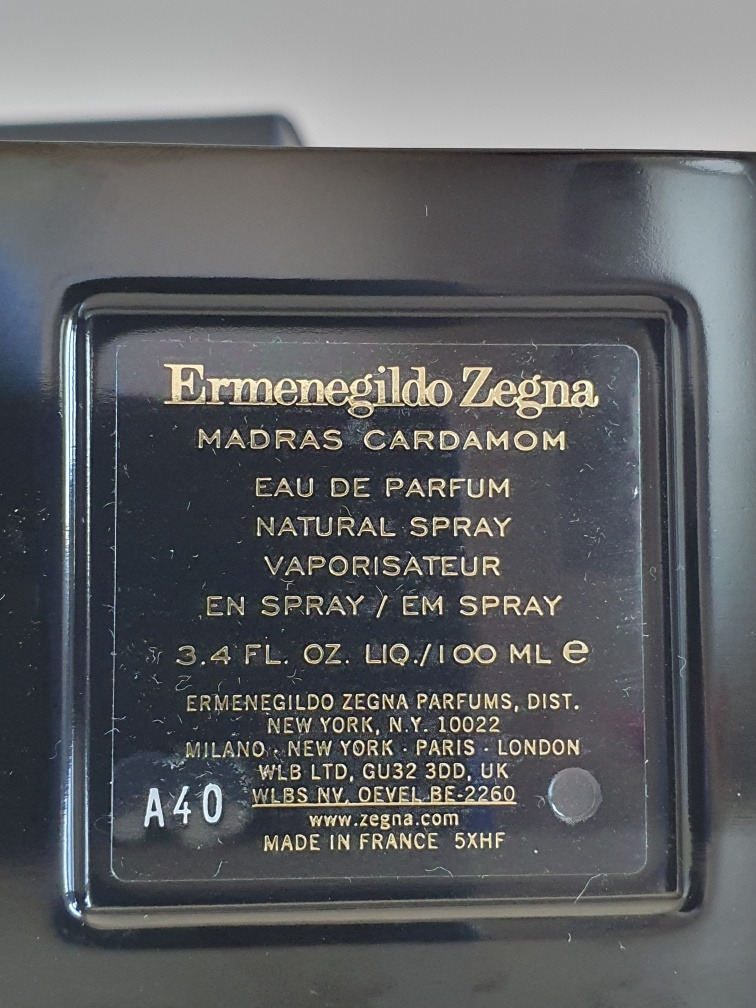 Ermenegildo Zegna
MADRAS CARDAMOM
EAU DE PARFUM
NATURAL SPRAY
VAPORISATEUR
EN SPRAY / EM SPRAY
3.4 FL. OZ. LIQ./100 ML e
ERMENEGILDO ZEGNA PARFUMS, DIST.
NEW YORK, N.Y. 10022
MILANO · NEW YORK · PARIS · LONDON
WLB LTD, GU32 3DD, UK
A40 WLBS NV, OEVEL BE-2260
www.zegna.com
MADE IN FRANCE 5XHF